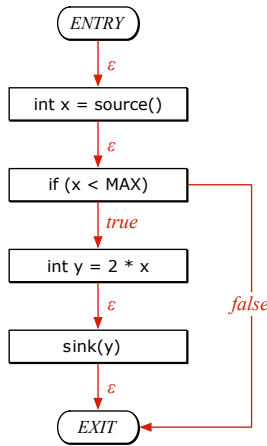 ENTRY
ε
int x = source()
ε
if (x < MAX)
true
int y = 2 * x
false
ε
sink(y)
ε
EXIT